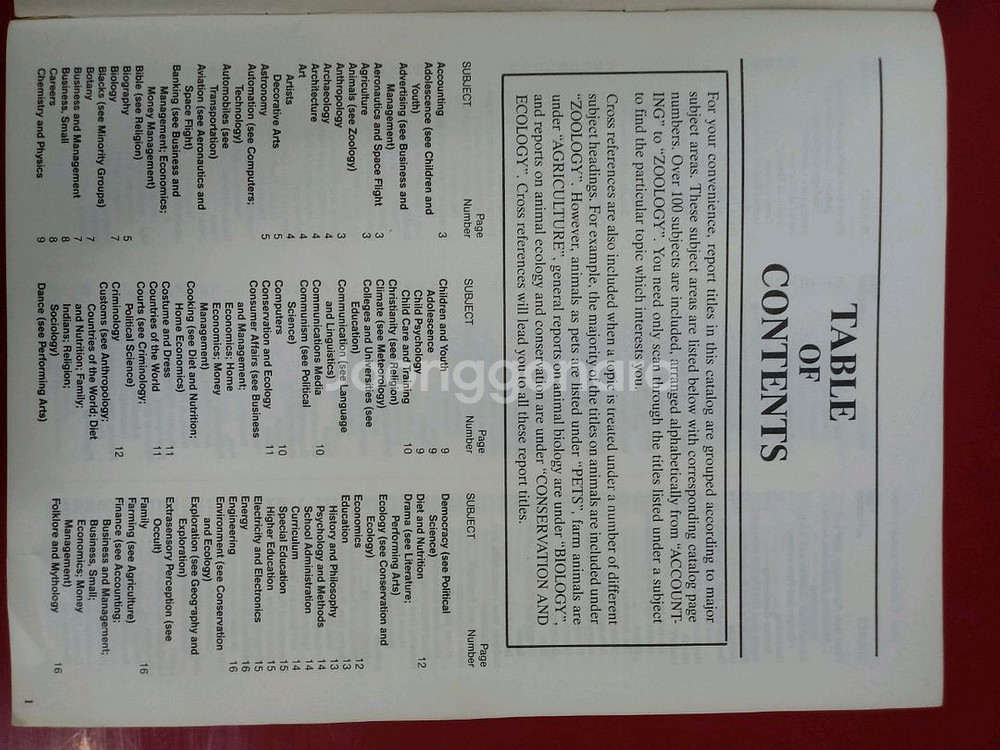 TABLE
OF
CONTENTS
For your convenience, report titles in this catalog are grouped according to major
subject areas. These subject areas are listed below with corresponding catalog page
numbers. Over 100 subjects are included, arranged alphabetically from "ACCOUNT-
ING" to "ZOOLOGY". You need only scan through the titles listed under a subject
to find the particular topic which interests you.
Cross references are also included when a topic is treated under a number of different
subject headings. For example, the majority of the titles on animals are included under
"ZOOLOGY". However, animals as pets are listed under "PETS", farm animals are
under "AGRICULTURE", general reports on animal biology are under "BIOLOGY",
and reports on animal ecology and conservation are under "CONSERVATION AND
ECOLOGY". Cross references will lead you to all these report titles.
SUBJECT Page
Number
Accounting 3
Adolescence (see Children and
Youth)
Advertising (see Business and
Management)
Aeronautics and Space Flight 3
Agriculture 3
Animals (see Zoology)
Anthropology 3
Archaeology 4
Architecture 4
Art 4
Artists 4
Decorative Arts 5
Astronomy 5
Automation (see Computers;
Technology)
Automobiles (see
Transportation)
Aviation (see Aeronautics and
Space Flight)
Banking (see Business and
Management; Economics;
Money Management)
Bible (see Religion)
Biography 5
Biology 7
Blacks (see Minority Groups)
Botany 7
Business and Management 7
Business, Small 8
Careers 8
Chemistry and Physics 9
SUBJECT Page
Number
Children and Youth 9
Adolescence 9
Child Psychology 9
Child Care and Training 10
Christianity (see Religion)
Climate (see Meteorology)
Colleges and Universities (see
Education)
Communication (see Language
and Linguistics)
Communications Media 10
Communism (see Political
Science)
Computers 10
Conservation and Ecology 11
Consumer Affairs (see Business
and Management;
Economics; Home
Economics; Money
Management)
Cooking (see Diet and Nutrition;
Home Economics)
Costume and Dress 11
Countries of the World 11
Courts (see Criminology;
Political Science)
Criminology 12
Customs (see Anthropology;
Countries of the World; Diet
and Nutrition; Family;
Indians; Religion;
Sociology)
Dance (see Performing Arts)
SUBJECT Page
Number
Democracy (see Political
Science)
Diet and Nutrition 12
Drama (see Literature;
Performing Arts)
Ecology (see Conservation and
Ecology)
Economics 12
Education 13
History and Philosophy 13
Psychology and Methods 14
School Administration 14
Curriculum 14
Special Education 15
Higher Education 15
Electricity and Electronics 15
Energy 16
Engineering 16
Environment (see Conservation
and Ecology)
Exploration (see Geography and
Exploration)
Extrasensory Perception (see
Occult)
Family 16
Farming (see Agriculture)
Finance (see Accounting;
Business and Management;
Business, Small;
Economics; Money
Management)
Folklore and Mythology 16
1